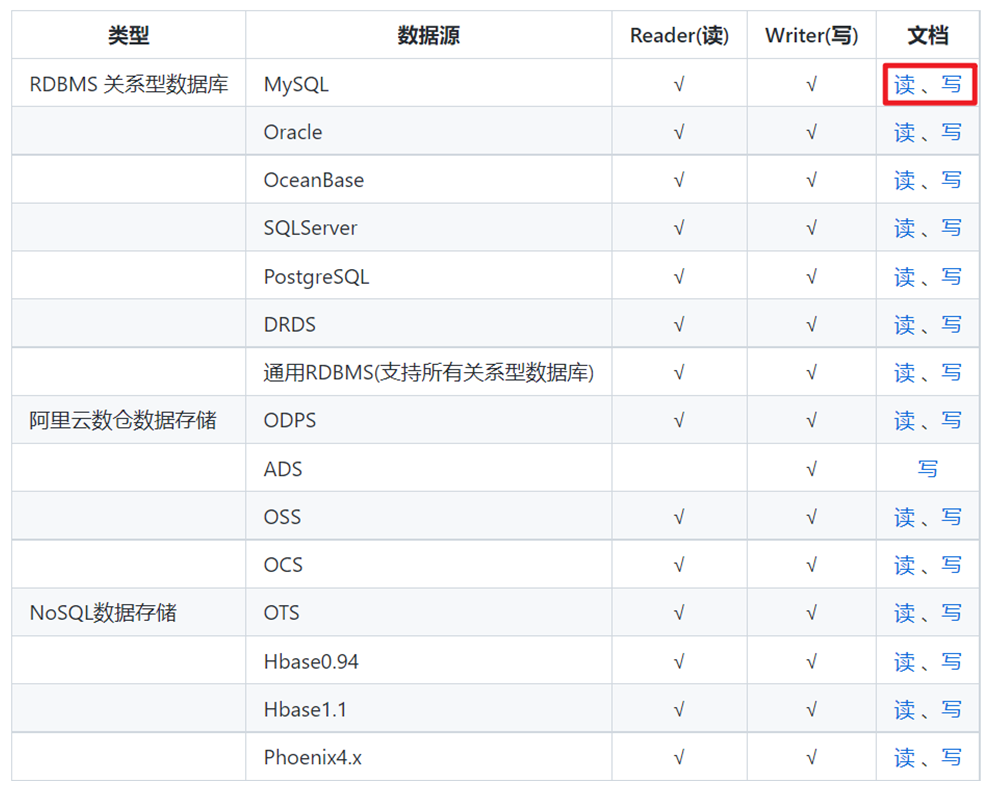 类型 数据源 Reader(读) Writer(写) 文档
RDBMS 关系型数据库 MySQL √ √ 读 、写
Oracle √ √ 读 、写
OceanBase √ √ 读 、写
SQLServer √ √ 读 、写
PostgreSQL √ √ 读 、写
DRDS √ √ 读 、写
通用RDBMS(支持所有关系型数据库) √ √ 读 、写
阿里云数仓数据存储 ODPS √ √ 读 、写
ADS √ 写
OSS √ √ 读 、写
OCS √ √ 读 、写
NoSQL数据存储 OTS √ √ 读 、写
Hbase0.94 √ √ 读 、写
Hbase1.1 √ √ 读 、写
Phoenix4.x √ √ 读 、写